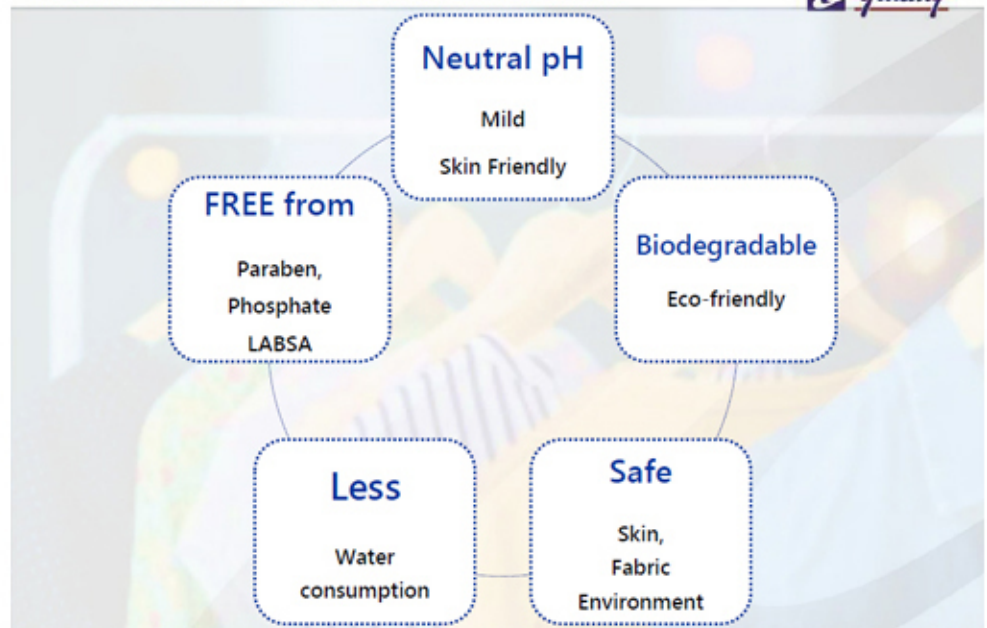 Neutral pH
Mild
Skin Friendly
FREE from
Paraben,
Phosphate
LABSA
Biodegradable
Eco-friendly
Less
Water
consumption
Safe
Skin,
Fabric
Environment